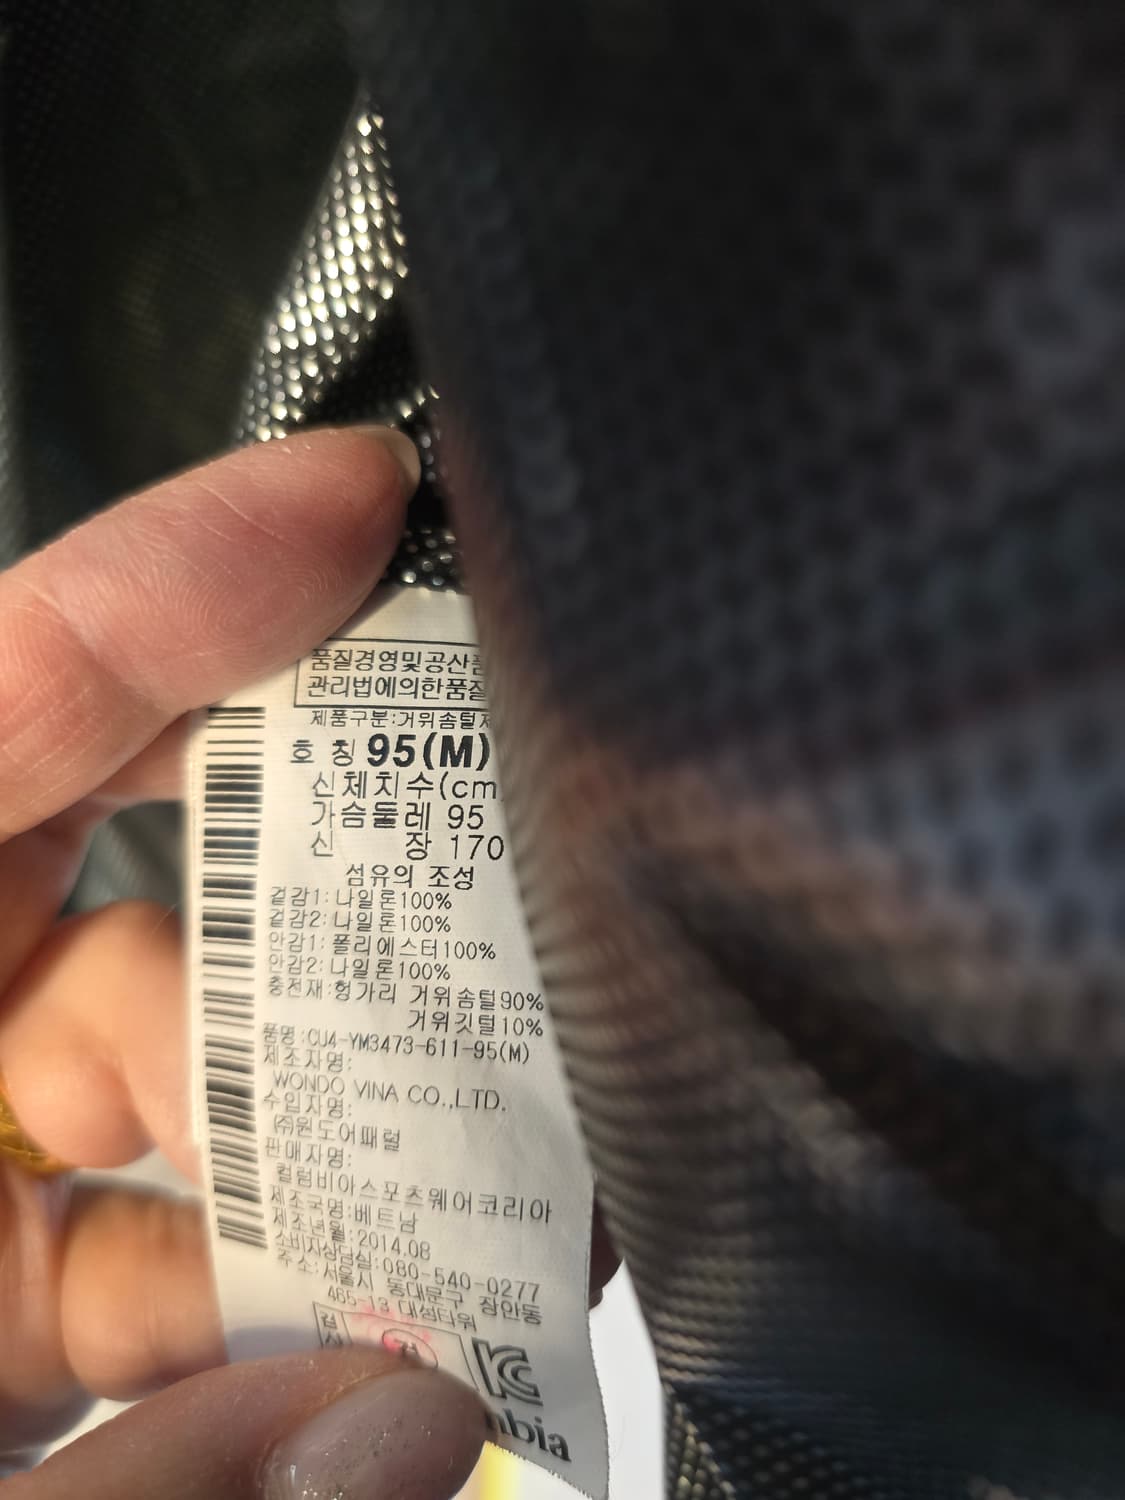 품질경영및공산품
관리법에의한품질
제품구분:거위솜털제
호 칭 95(M)
신체치수(cm
가슴둘레 95
신 장 170
섬유의 조성
겉감1: 나일론100%
겉감2: 나일론100%
안감1: 폴리에스터100%
안감2: 나일론100%
충전재:헝가리 거위솜털90%
거위깃털10%
품명:CU4-YM3473-611-95(M)
제조자명:
WONDO VINA CO.,LTD.
수입자명:
㈜원도어패럴
판매자명:
컬럼비아스포츠웨어코리아
제조국명:베트남
제조년월:2014.08
소비자상담실:080-540-0277
주소:서울시 동대문구 장안동
465-13 대성타워
검